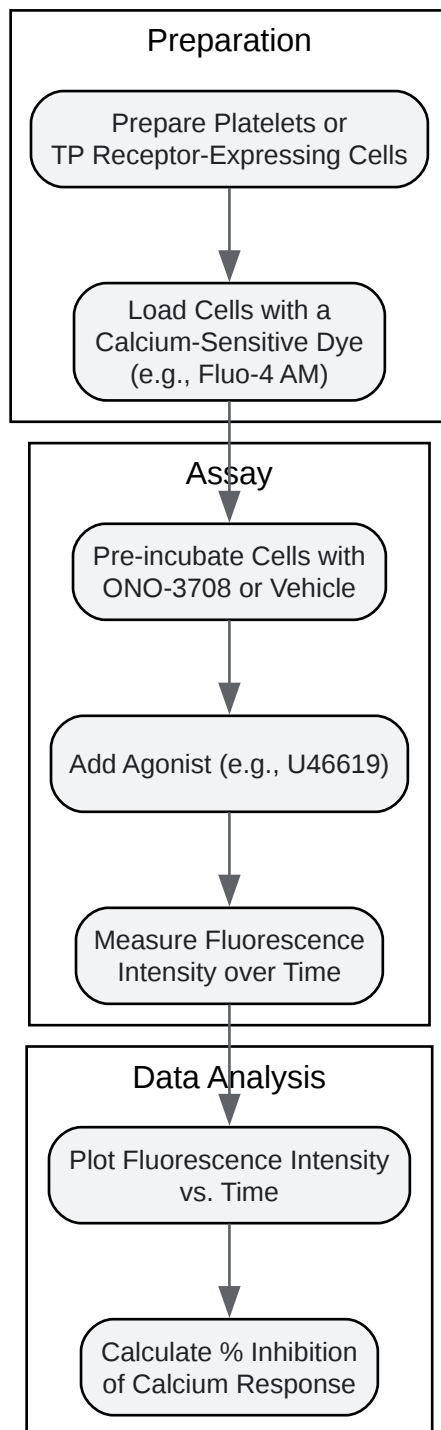 Preparation
Prepare Platelets or
TP Receptor-Expressing Cells
Load Cells with a
Calcium-Sensitive Dye
(e.g., Fluo-4 AM)
Assay
Pre-incubate Cells with
ONO-3708 or Vehicle
Add Agonist (e.g., U46619)
Measure Fluorescence
Intensity over Time
Data Analysis
Plot Fluorescence Intensity
vs. Time
Calculate % Inhibition
of Calcium Response